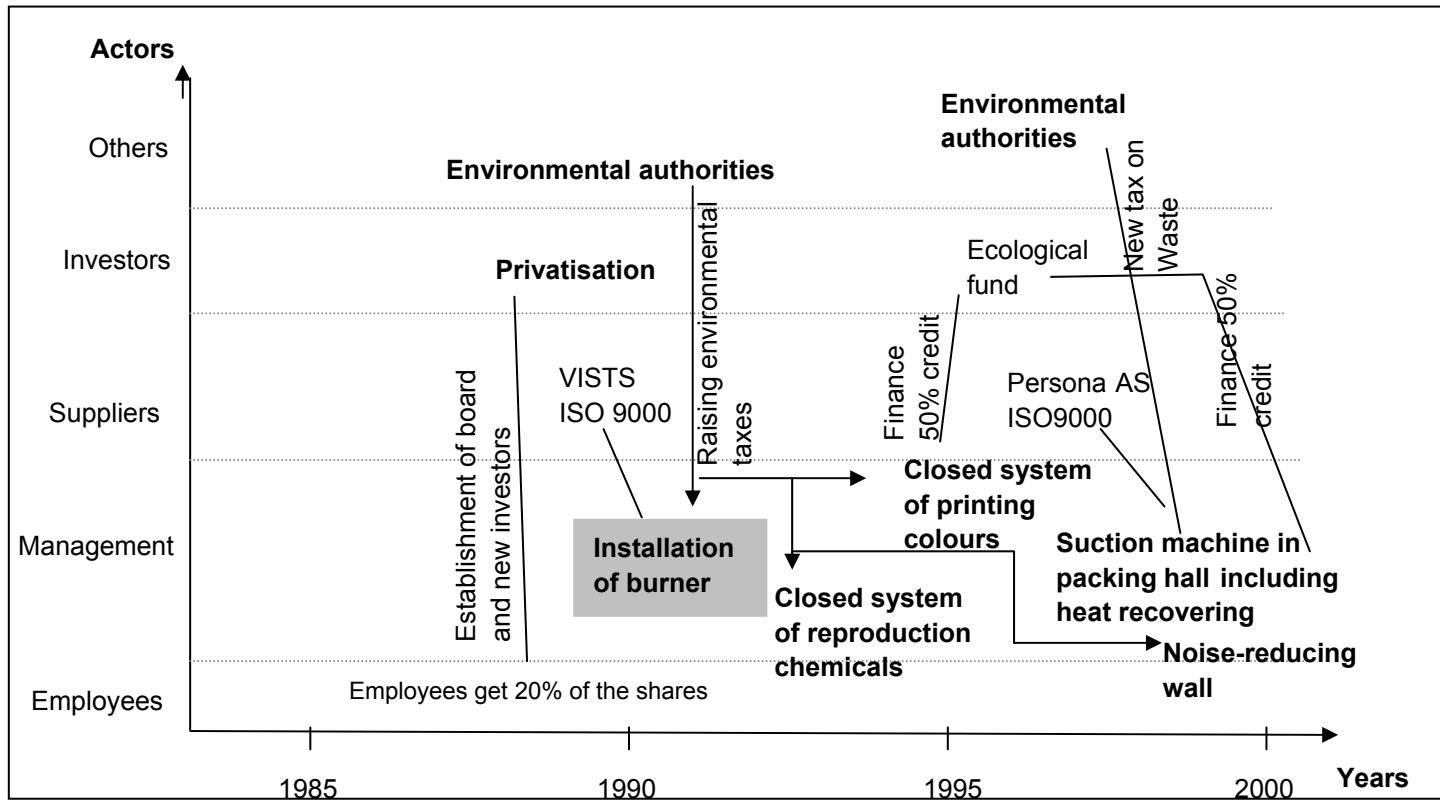 Actors
Others
Investors
Suppliers
Management
Employees
Environmental authorities
Privatisation
Establishment of board
and new investors
VISTS
ISO 9000
Raising environmental
taxes
Installation
of burner
Employees get 20% of the shares
Closed system
of reproduction
chemicals
Finance
50% credit
Closed system
of printing
colours
Ecological
fund
Environmental
authorities
New tax on
Waste
Persona AS
ISO9000
Finance 50%
credit
Suction machine in
packing hall including
heat recovering
Noise-reducing
wall
1985
1990
1995
2000
Years